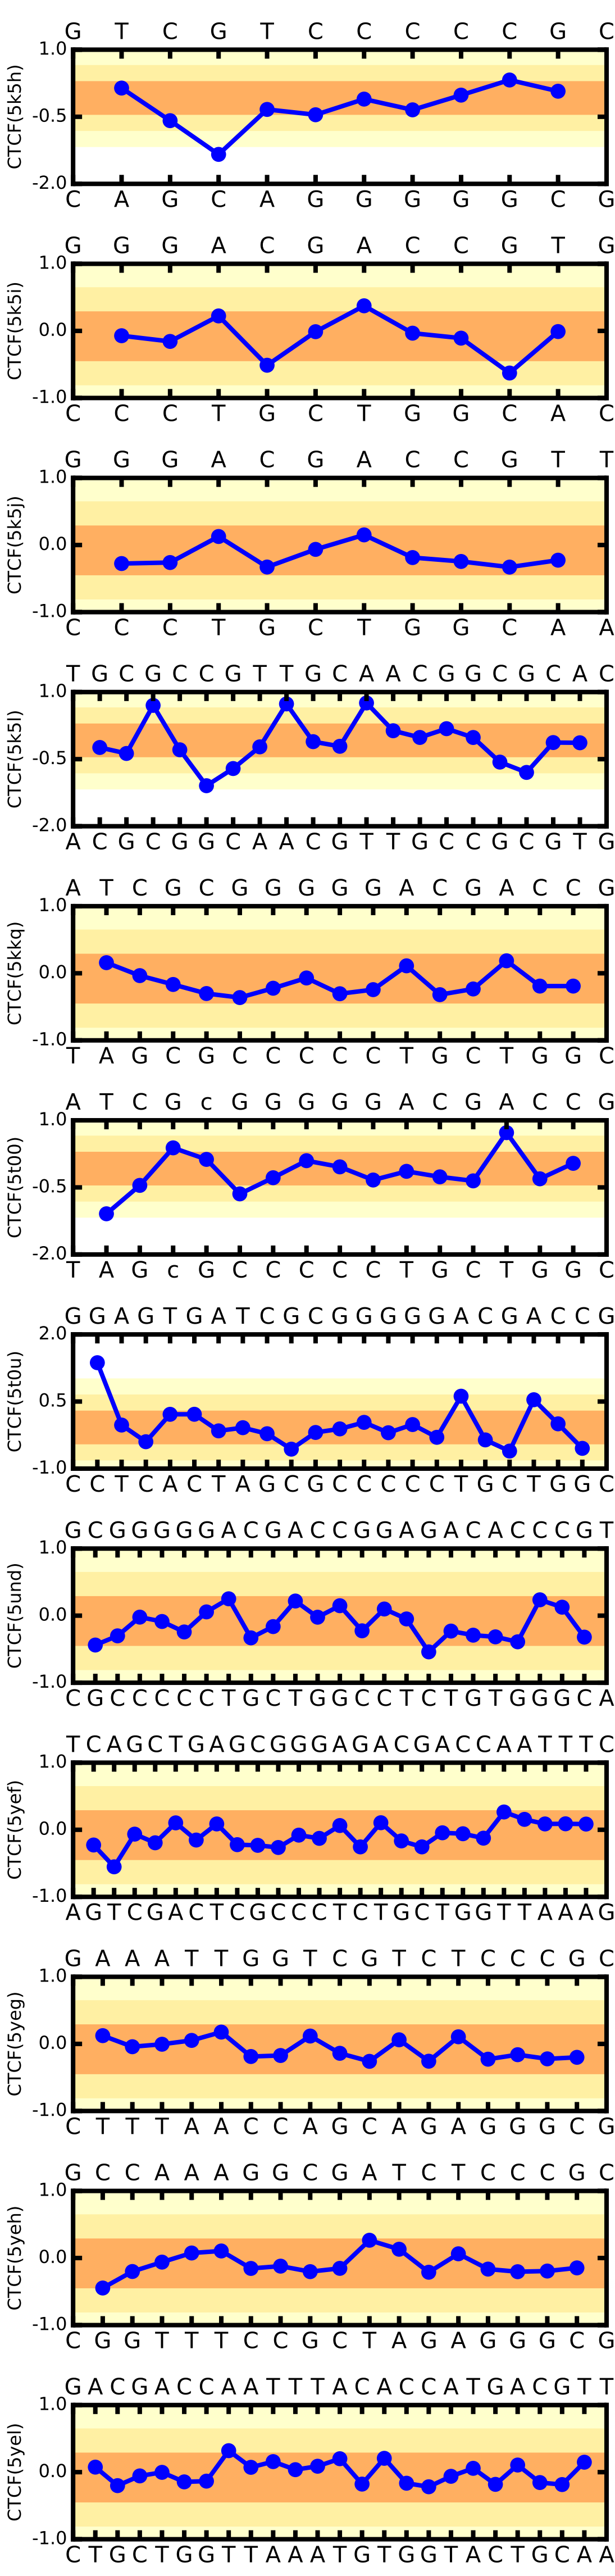 G T C G T C C C C C G C
1.0
CTCF(5k5h)
-0.5
-2.0
C A G C A G G G G G C G
G G G A C G A C C G T G
1.0
CTCF(5k5i)
0.0
-1.0
C C C T G C T G G C A C
G G G A C G A C C G T T
1.0
CTCF(5k5j)
0.0
-1.0
C C C T G C T G G C A A
T G C G C C G T T G C A A C G G C G C A C
1.0
CTCF(5k5l)
-0.5
-2.0
A C G C G G C A A C G T T G C C G C G T G
A T C G C G G G G G A C G A C C G
1.0
CTCF(5kkq)
0.0
-1.0
T A G C G C C C C C T G C T G G C
A T C G c G G G G G A C G A C C G
1.0
CTCF(5t00)
-0.5
-2.0
T A G c G C C C C C T G C T G G C
G G A G T G A T C G C G G G G G A C G A C C G
2.0
CTCF(5t0u)
0.5
-1.0
C C T C A C T A G C G C C C C C T G C T G G C
G C G G G G G A C G A C C G G A G A C A C C C G T
1.0
CTCF(5und)
0.0
-1.0
C G C C C C C T G C T G G C C T C T G T G G G C A
T C A G C T G A G C G G G A G A C G A C C A A T T T C
1.0
CTCF(5yef)
0.0
-1.0
A G T C G A C T C G C C C T C T G C T G G T T A A A G
G A A A T T G G T C G T C T C C C G C
1.0
CTCF(5yeg)
0.0
-1.0
C T T T A A C C A G C A G A G G G C G
G C C A A A G G C G A T C T C C C G C
1.0
CTCF(5yeh)
0.0
-1.0
C G G T T T C C G C T A G A G G G C G
G A C G A C C A A T T T A C A C C A T G A C G T T
1.0
CTCF(5yel)
0.0
-1.0
C T G C T G G T T A A A T G T G G T A C T G C A A